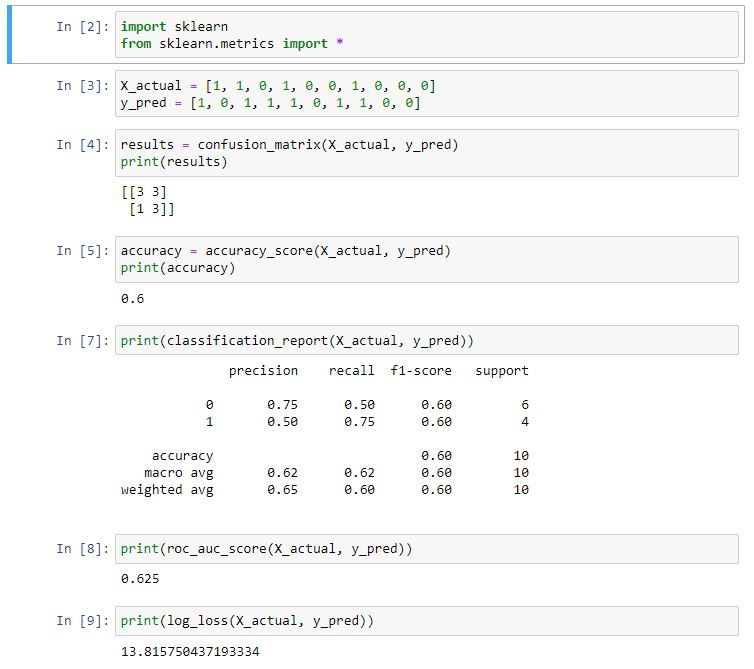 In [2]: import sklearn
from sklearn.metrics import *
In [3]: X_actual = [1, 1, 0, 1, 0, 0, 1, 0, 0, 0]
y_pred = [1, 0, 1, 1, 1, 0, 1, 1, 0, 0]
In [4]: results = confusion_matrix(X_actual, y_pred)
print(results)
[[3 3]
[1 3]]
In [5]: accuracy = accuracy_score(X_actual, y_pred)
print(accuracy)
0.6
In [7]: print(classification_report(X_actual, y_pred))
precision recall f1-score support
0 0.75 0.50 0.60 6
1 0.50 0.75 0.60 4
accuracy 0.60 10
macro avg 0.62 0.62 0.60 10
weighted avg 0.65 0.60 0.60 10
In [8]: print(roc_auc_score(X_actual, y_pred))
0.625
In [9]: print(log_loss(X_actual, y_pred))
13.815750437193334